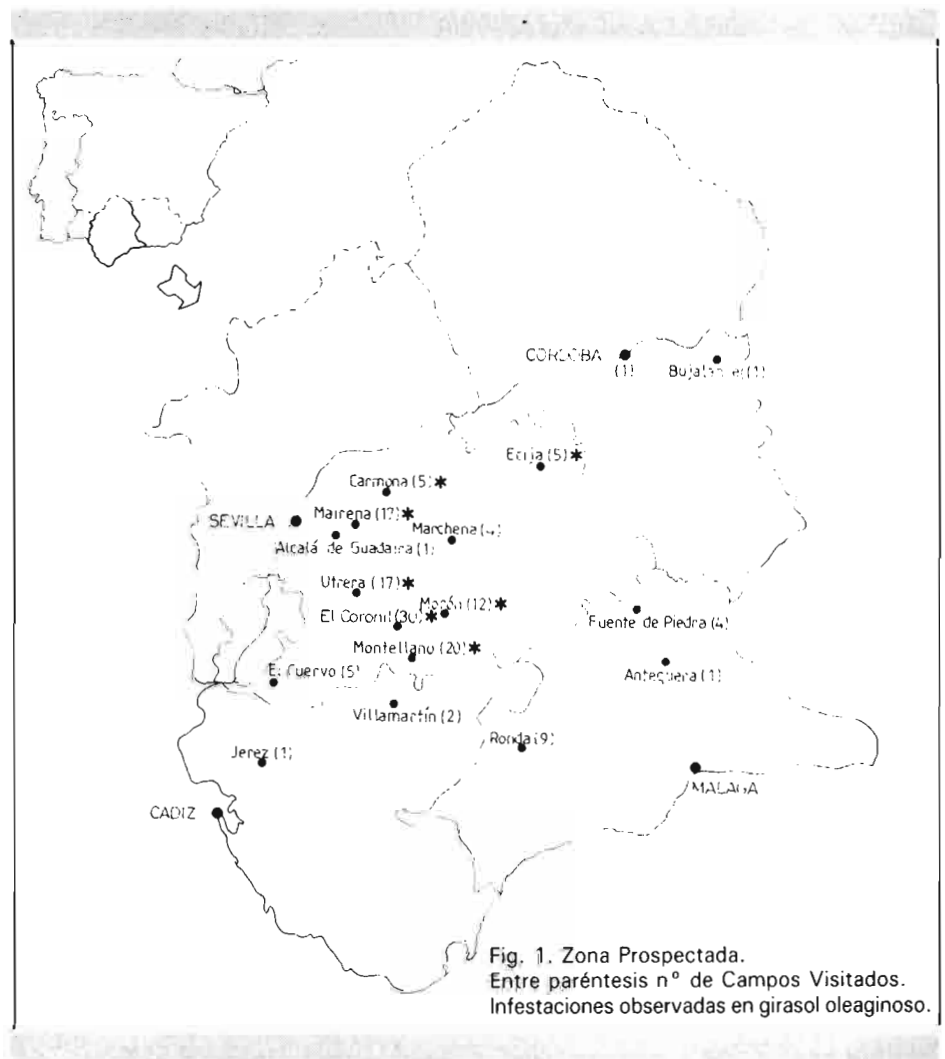 CORDOBA
(1)
(1)
Ecija (5)*
Carmona (5)*
SEVILLA
Mairena (17)*
Marchena (4)
Alcalá de Guadaira (1)
Utrera (17)*
Morón (12)*
El Coronil (30)*
Fuente de Piedra (4)
Montellano (20)*
El Cuervo (5)
Antequera (1)
Villamartín (2)
Ronda (9)
Jerez (1)
MALAGA
CADIZ
Fig. 1. Zona Prospectada.
Entre paréntesis nº de Campos Visitados.
Infestaciones observadas en girasol oleaginoso.